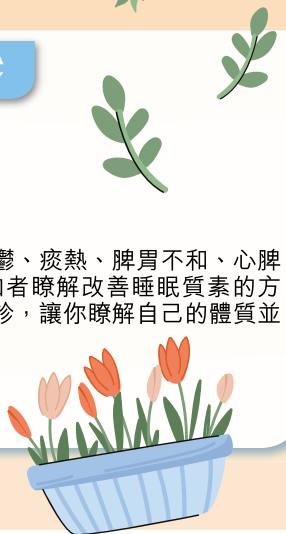 鬱、痰熱、脾胃不和、心脾
者瞭解改善睡眠質素的方
診，讓你瞭解自己的體質並